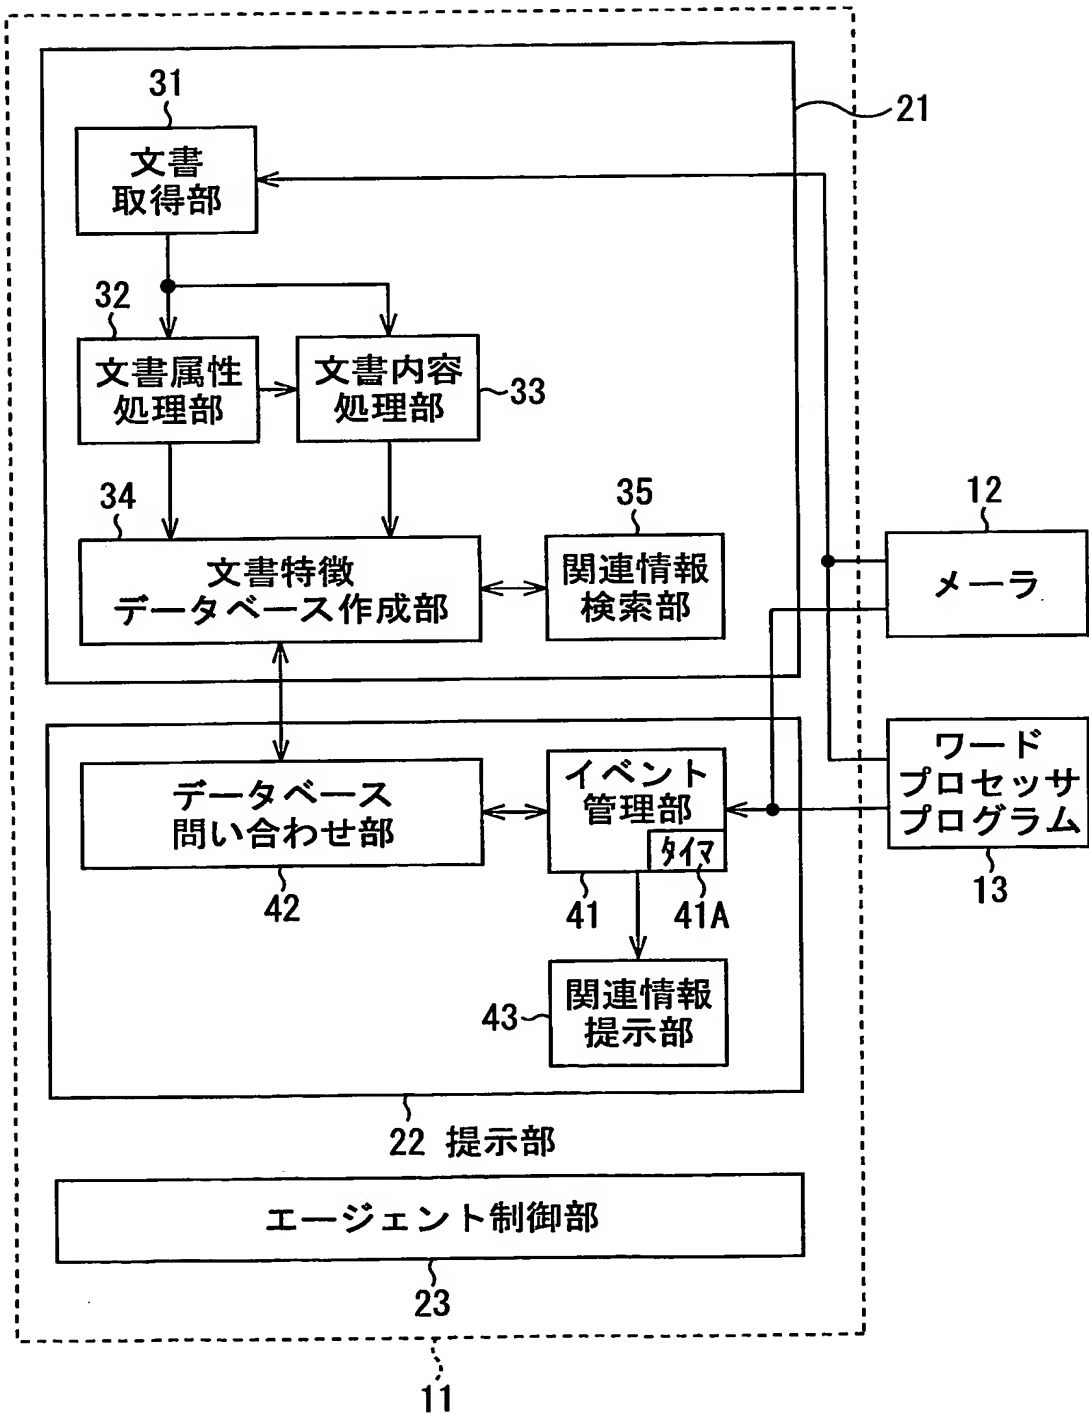 31
21
文書
取得部
32
文書属性
処理部
文書内容
処理部
33
34
35
12
文書特徴
データベース作成部
関連情報
検索部
メーラ
データベース
問い合わせ部
イベント
管理部
タイマ
ワード
プロセッサ
プログラム
42
41
41A
13
43
関連情報
提示部
22 提示部
エージェント制御部
23
11